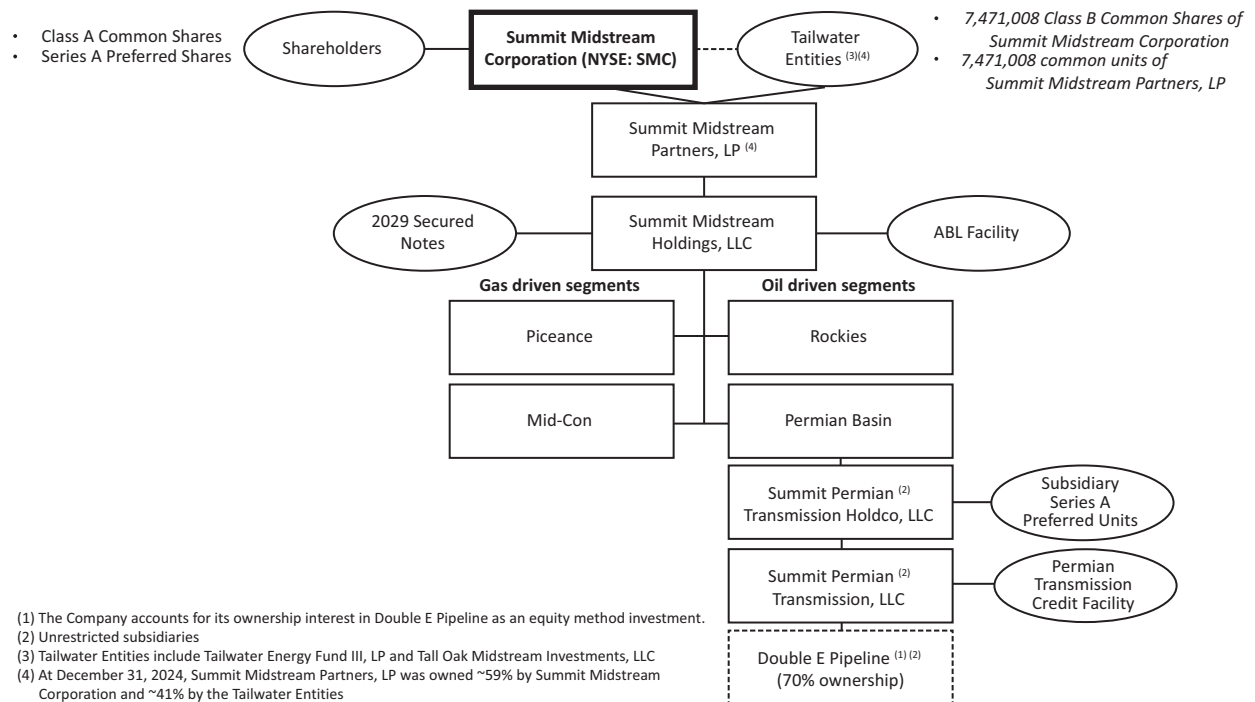 • Class A Common Shares
• Series A Preferred Shares
Shareholders
Summit Midstream
Corporation (NYSE: SMC)
Tailwater
Entities (3)(4)
• 7,471,008 Class B Common Shares of
Summit Midstream Corporation
• 7,471,008 common units of
Summit Midstream Partners, LP
Summit Midstream
Partners, LP (4)
2029 Secured
Notes
Summit Midstream
Holdings, LLC
ABL Facility
Gas driven segments
Oil driven segments
Piceance
Rockies
Mid-Con
Permian Basin
Summit Permian (2)
Transmission Holdco, LLC
Subsidiary
Series A
Preferred Units
Summit Permian (2)
Transmission, LLC
Permian
Transmission
Credit Facility
Double E Pipeline (1) (2)
(70% ownership)
(1) The Company accounts for its ownership interest in Double E Pipeline as an equity method investment.
(2) Unrestricted subsidiaries
(3) Tailwater Entities include Tailwater Energy Fund III, LP and Tall Oak Midstream Investments, LLC
(4) At December 31, 2024, Summit Midstream Partners, LP was owned ~59% by Summit Midstream
Corporation and ~41% by the Tailwater Entities